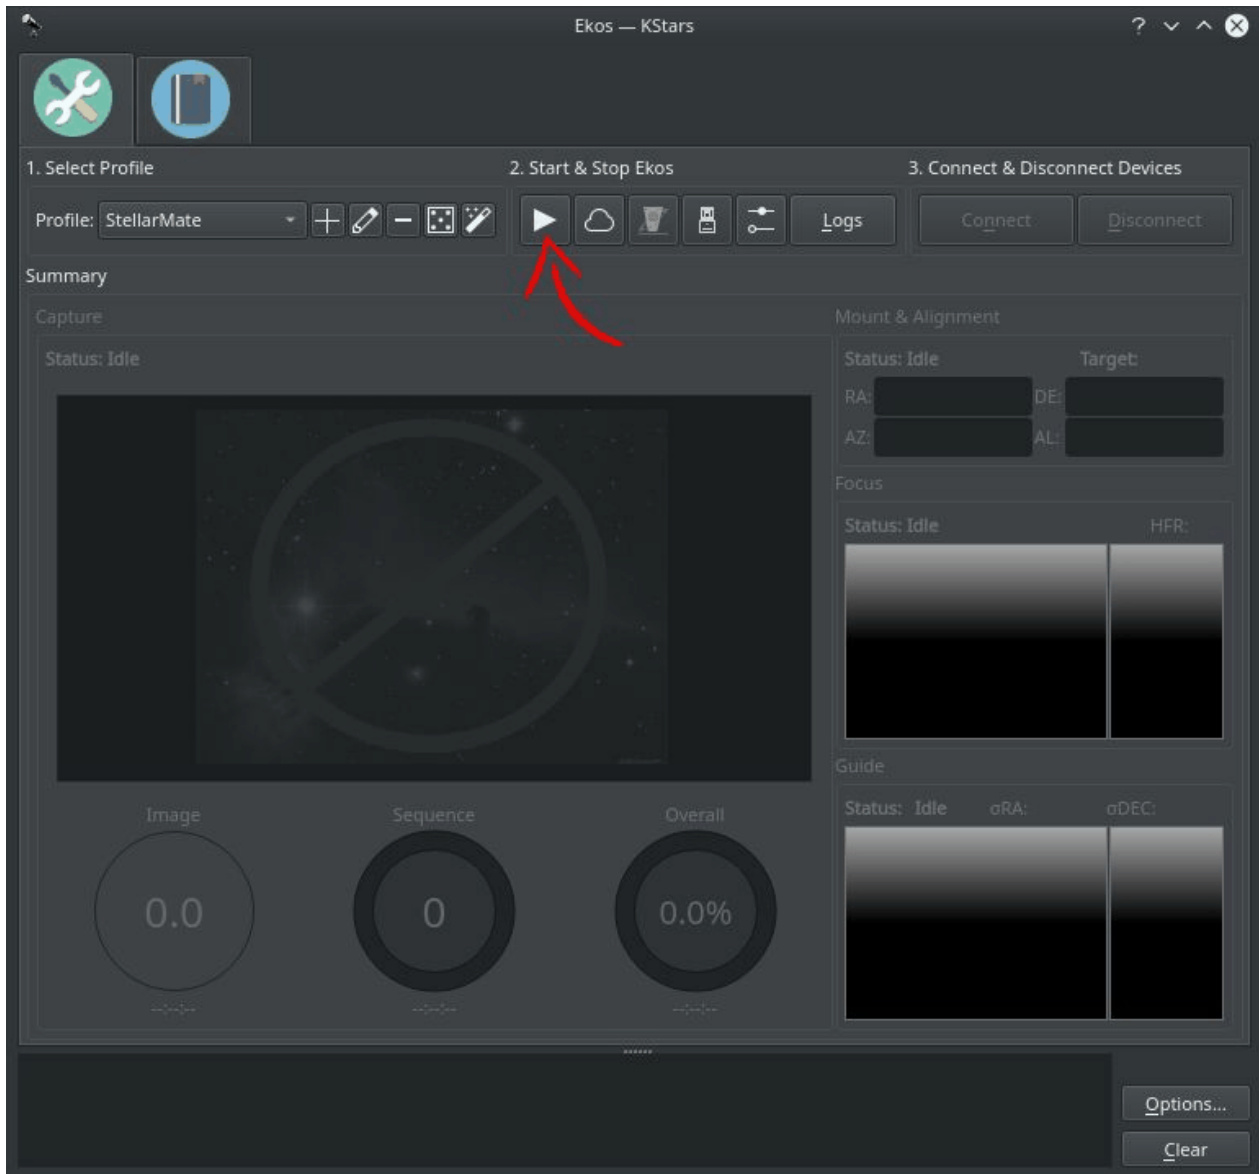 Ekos — KStars
1. Select Profile
2. Start & Stop Ekos
3. Connect & Disconnect Devices
Profile: StellarMate
Logs
Connect
Disconnect
Summary
Capture
Status: Idle
Image
0.0
--:--:--
Sequence
0
--:--:--
Overall
0.0%
--:--:--
Mount & Alignment
Status: Idle Target:
RA: DE:
AZ: AL:
Focus
Status: Idle HFR:
Guide
Status: Idle σRA: σDEC:
Options...
Clear